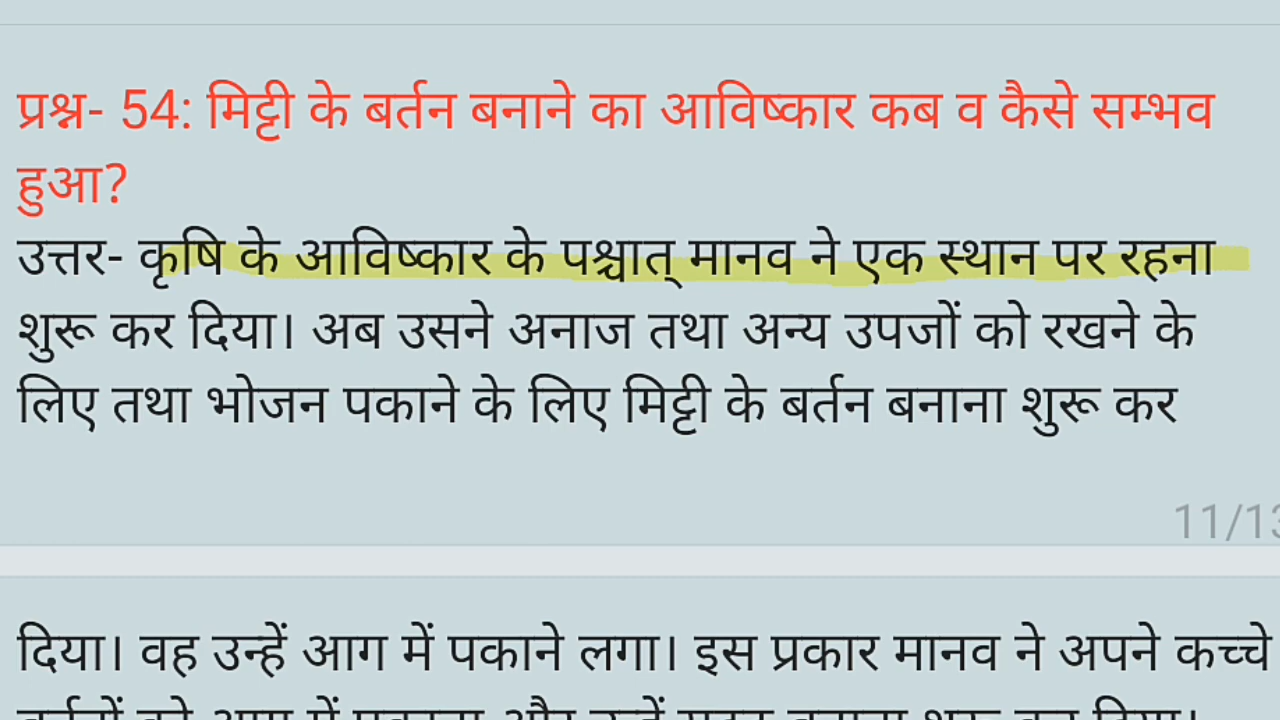 प्रश्न- 54: मिट्टी के बर्तन बनाने का आविष्कार कब व कैसे सम्भव
हुआ?
उत्तर- कृषि के आविष्कार के पश्चात् मानव ने एक स्थान पर रहना
शुरू कर दिया। अब उसने अनाज तथा अन्य उपजों को रखने के
लिए तथा भोजन पकाने के लिए मिट्टी के बर्तन बनाना शुरू कर
11/13
दिया। वह उन्हें आग में पकाने लगा। इस प्रकार मानव ने अपने कच्चे